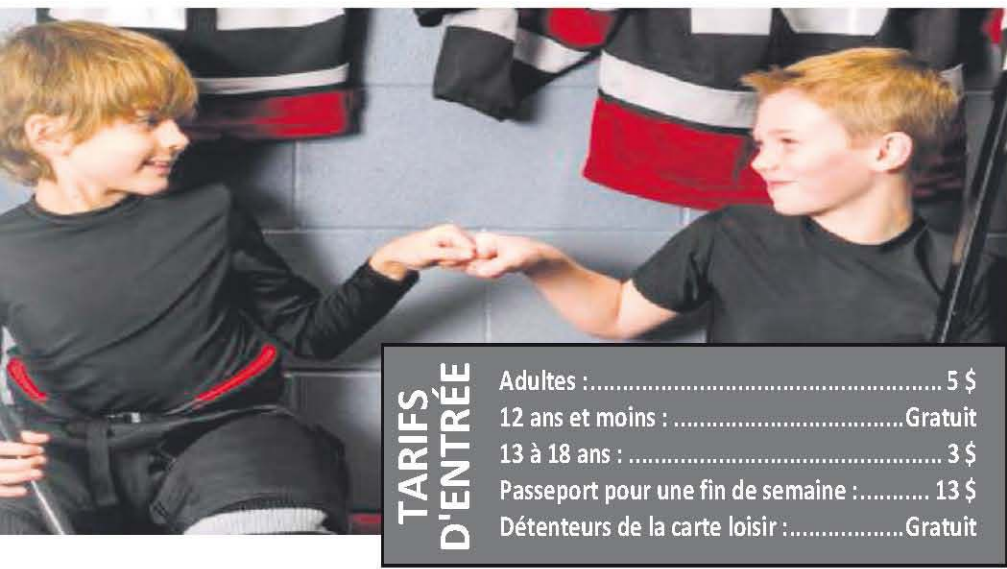 TARIFS
D'ENTRÉE
Adultes :...................................................... 5 $
12 ans et moins : ...................................Gratuit
13 à 18 ans : ................................................. 3 $
Passeport pour une fin de semaine :........... 13 $
Détenteurs de la carte loisir :..................Gratuit